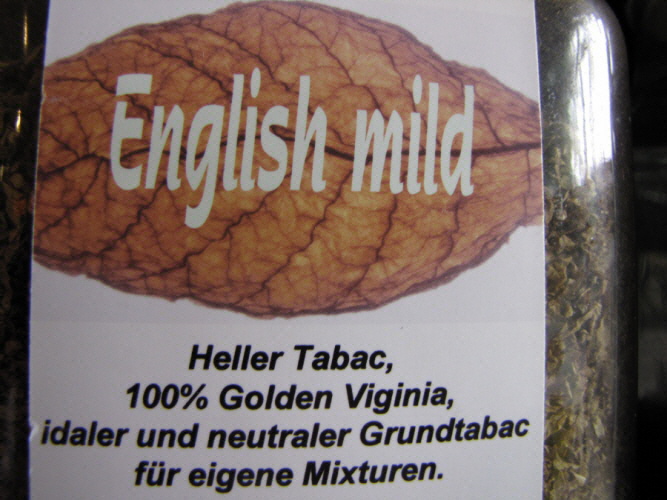 English mild
Heller Tabac,
100% Golden Viginia,
idaler und neutraler Grundtabac
für eigene Mixturen.